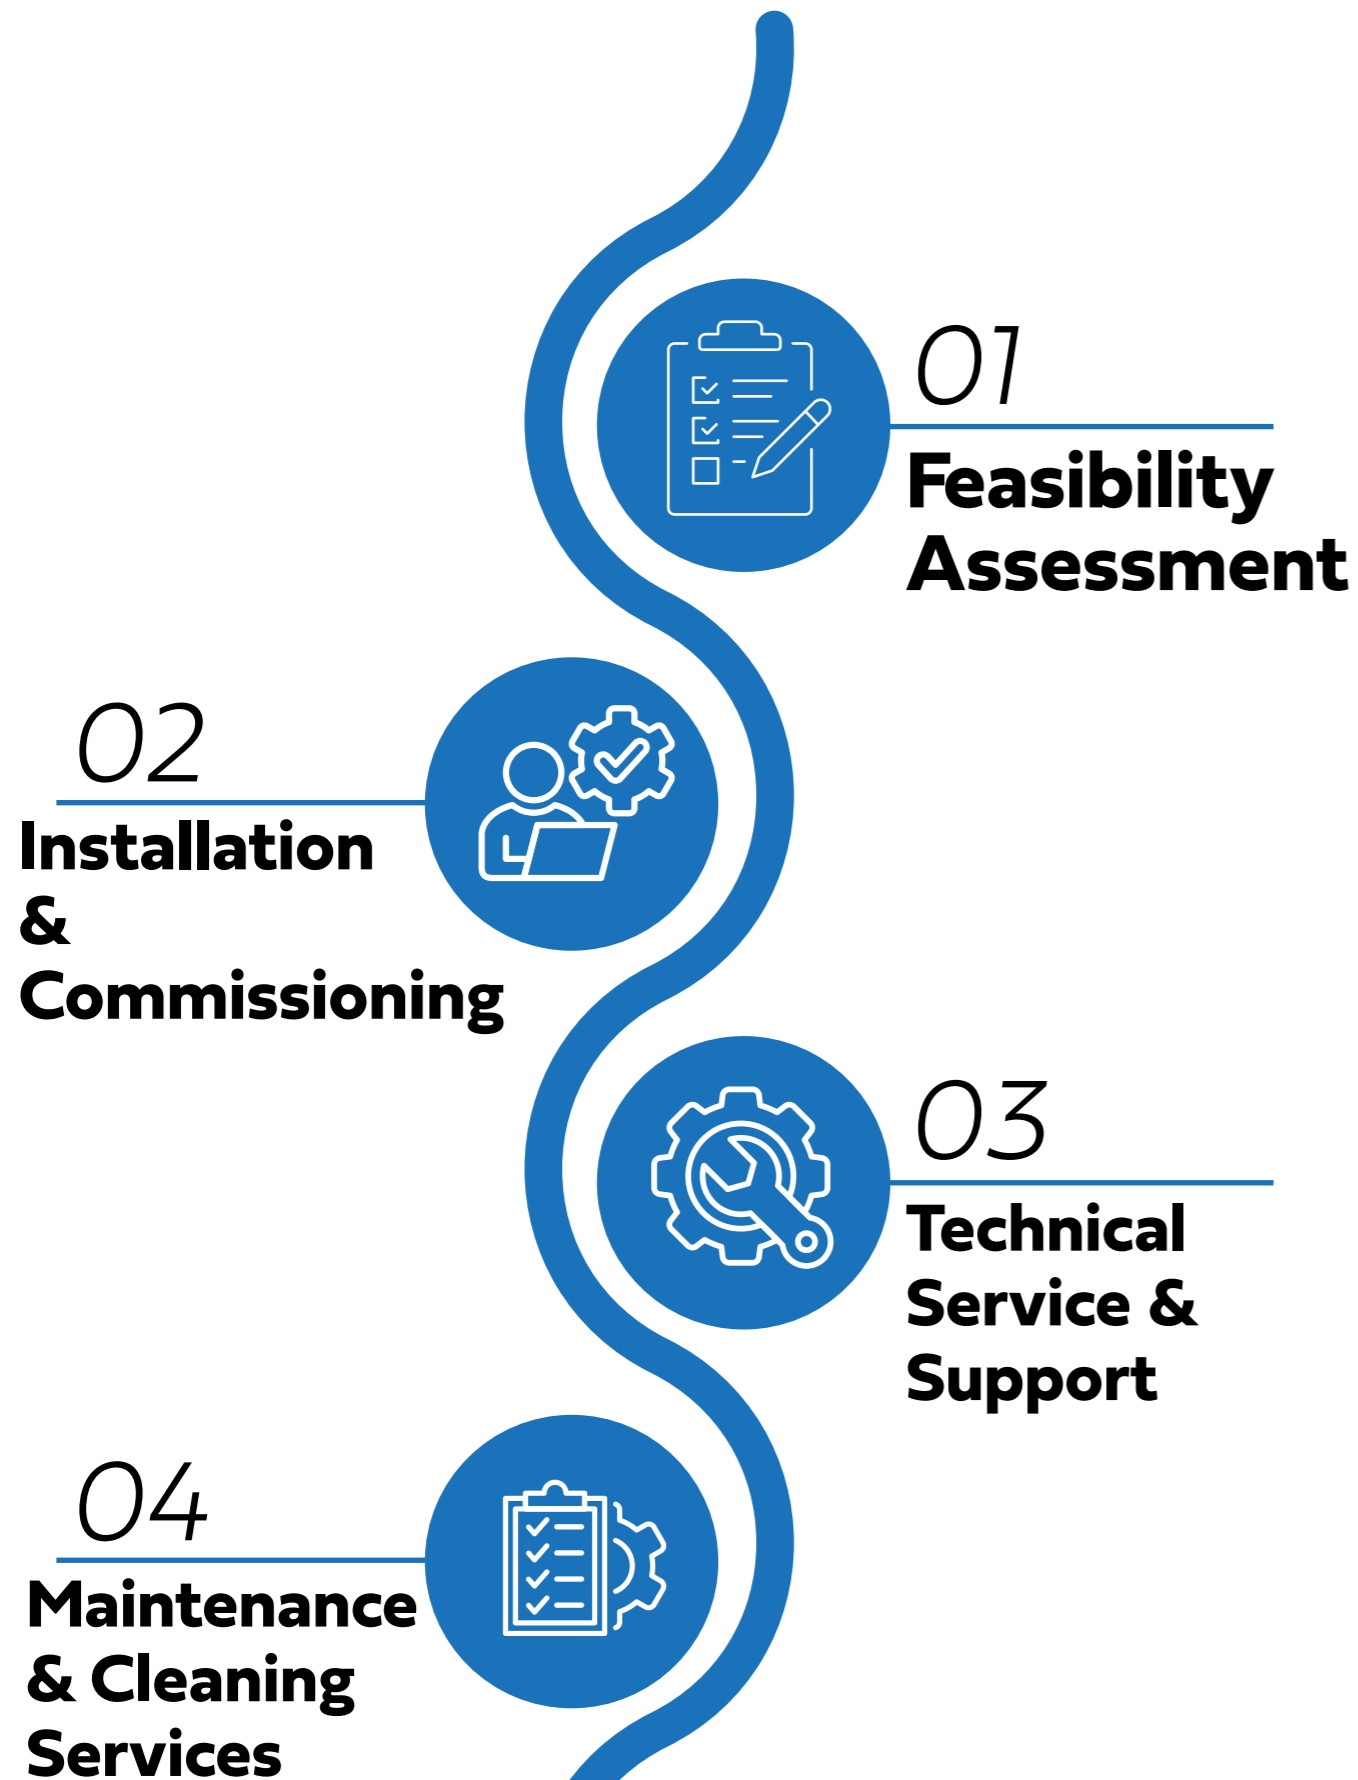 01
Feasibility
Assessment
02
Installation
&
Commissioning
03
Technical
Service &
Support
04
Maintenance
& Cleaning
Services